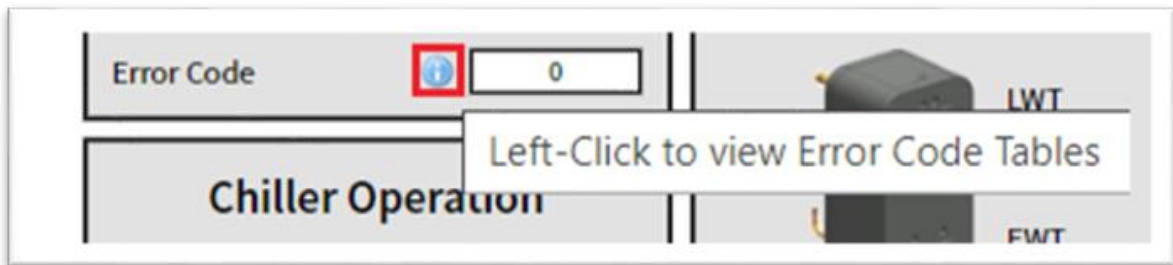 Error Code
0
LWT
Left-Click to view Error Code Tables
Chiller Operation
EWT